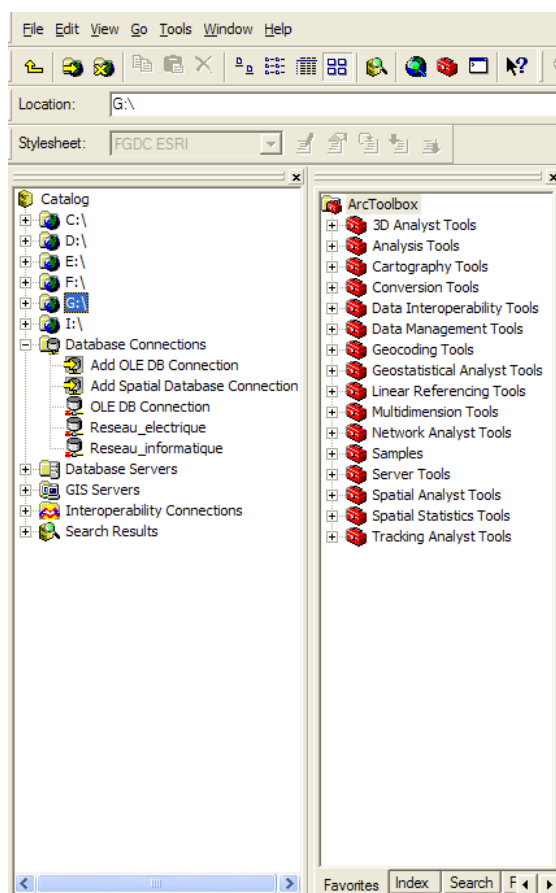 File Edit View Go Tools Window Help
Location: G:\
Stylesheet: FGDC ESRI
Catalog
C:\
D:\
E:\
F:\
G:\
I:\
Database Connections
Add OLE DB Connection
Add Spatial Database Connection
OLE DB Connection
Reseau_electrique
Reseau_informatique
Database Servers
GIS Servers
Interoperability Connections
Search Results
ArcToolbox
3D Analyst Tools
Analysis Tools
Cartography Tools
Conversion Tools
Data Interoperability Tools
Data Management Tools
Geocoding Tools
Geostatistical Analyst Tools
Linear Referencing Tools
Multidimension Tools
Network Analyst Tools
Samples
Server Tools
Spatial Analyst Tools
Spatial Statistics Tools
Tracking Analyst Tools
Favorites Index Search